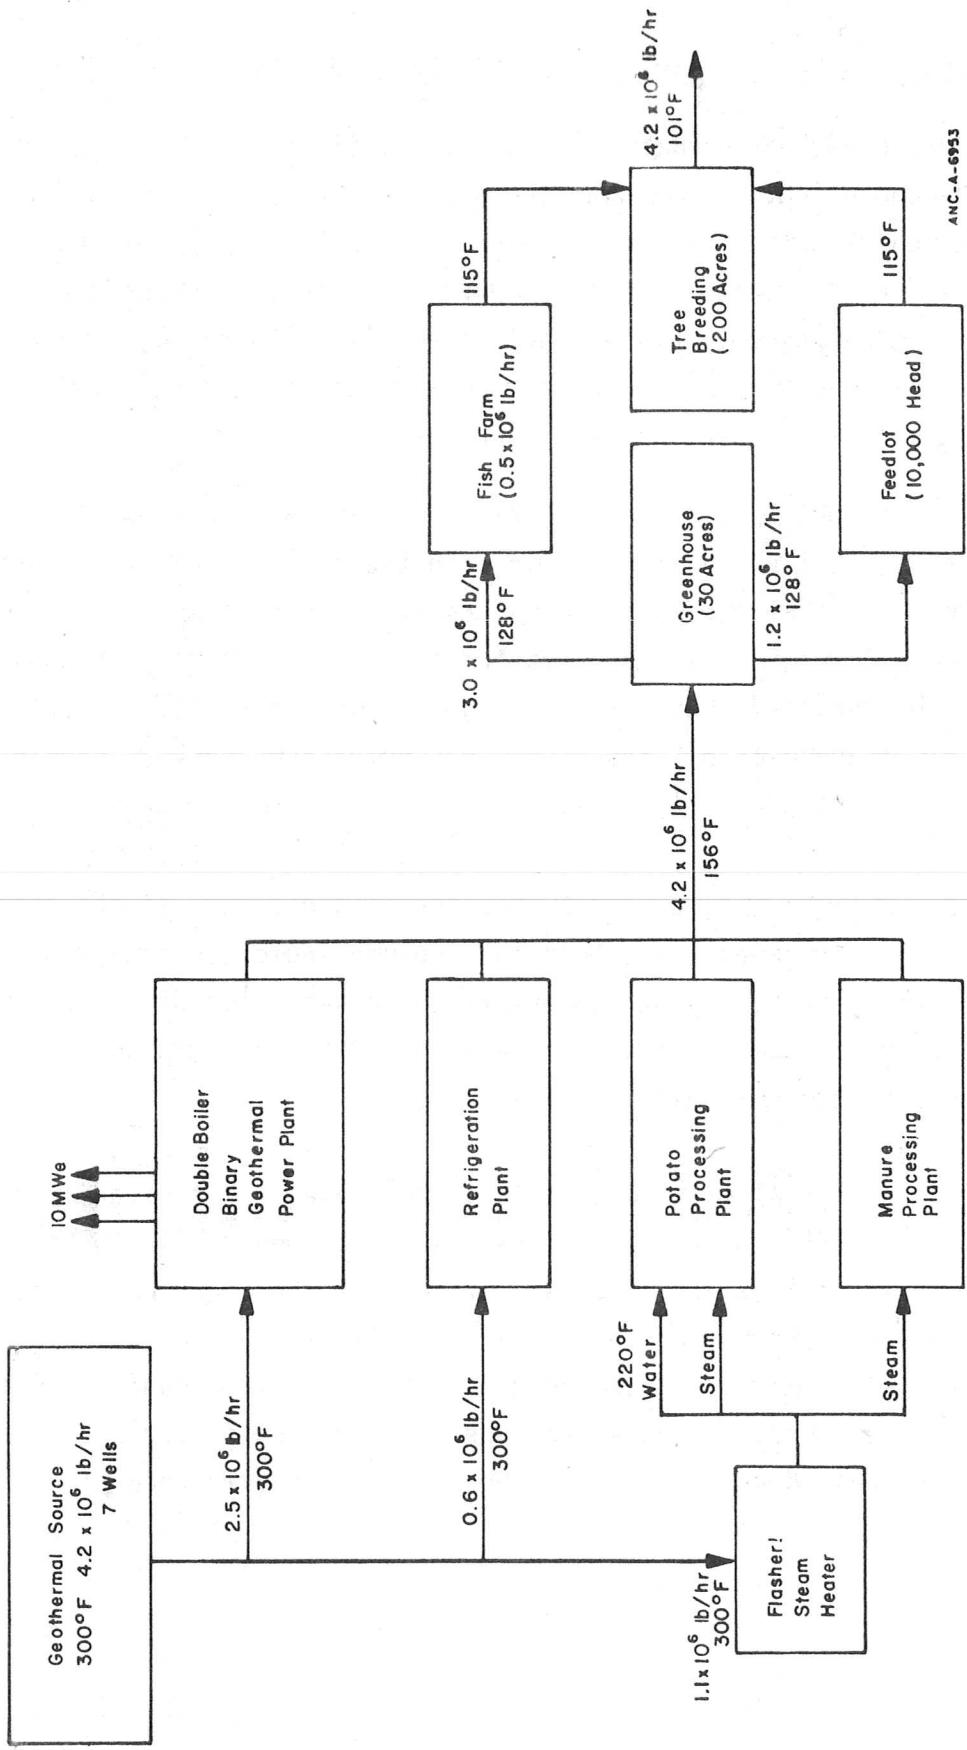 Geothermal Source
300°F 4.2 x 10⁶ lb/hr
7 Wells
2.5 x 10⁶ lb/hr
300°F
0.6 x 10⁶ lb/hr
300°F
1.1 x 10⁶ lb/hr
300°F
Flasher!
Steam
Heater
220°F
Water
Steam
Steam
10 MWe
Double Boiler
Binary
Geothermal
Power Plant
Refrigeration
Plant
Potato
Processing
Plant
Manure
Processing
Plant
4.2 x 10⁶ lb/hr
156°F
Greenhouse
(30 Acres)
3.0 x 10⁶ lb/hr
128°F
1.2 x 10⁶ lb/hr
128°F
Fish Farm
(0.5 x 10⁶ lb/hr)
Feedlot
(10,000 Head)
115°F
115°F
Tree
Breeding
(200 Acres)
4.2 x 10⁶ lb/hr
101°F
ANC-A-6953